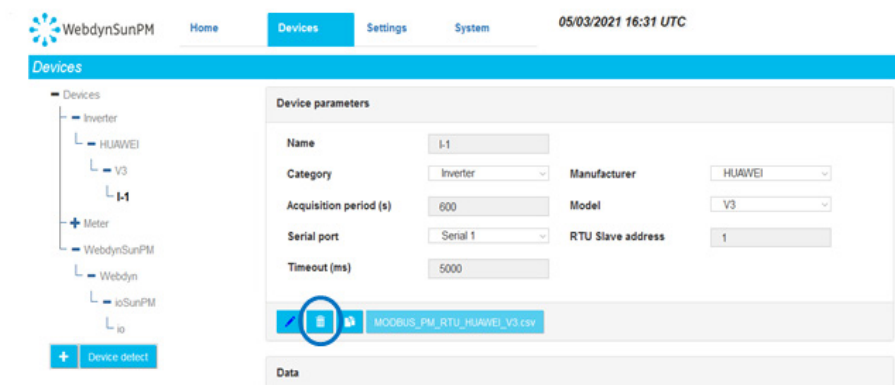 WebdynSunPM Home Devices Settings System 05/03/2021 16:31 UTC
Devices
Devices
Inverter
HUAWEI
V3
I-1
Meter
WebdynSunPM
Webdyn
ioSunPM
io
+ Device detect
Device parameters
Name I-1
Category Inverter Manufacturer HUAWEI
Acquisition period (s) 600 Model V3
Serial port Serial 1 RTU Slave address 1
Timeout (ms) 5000
MODBUS_PM_RTU_HUAWEI_V3.csv
Data